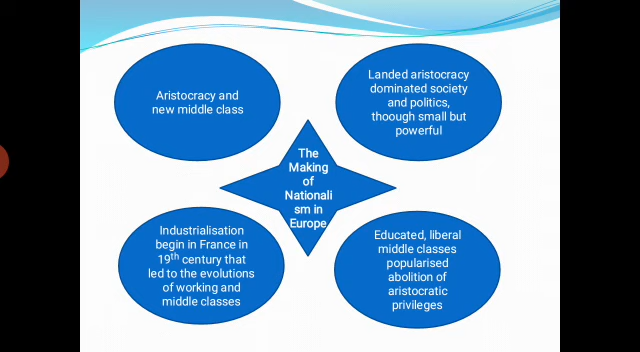 Aristocracy and
new middle class
Landed aristocracy
dominated society
and politics,
thoough small but
powerful
The
Making
of
Nationali
sm in
Europe
Industrialisation
begin in France in
19th century that
led to the evolutions
of working and
middle classes
Educated, liberal
middle classes
popularised
abolition of
aristocratic
privileges